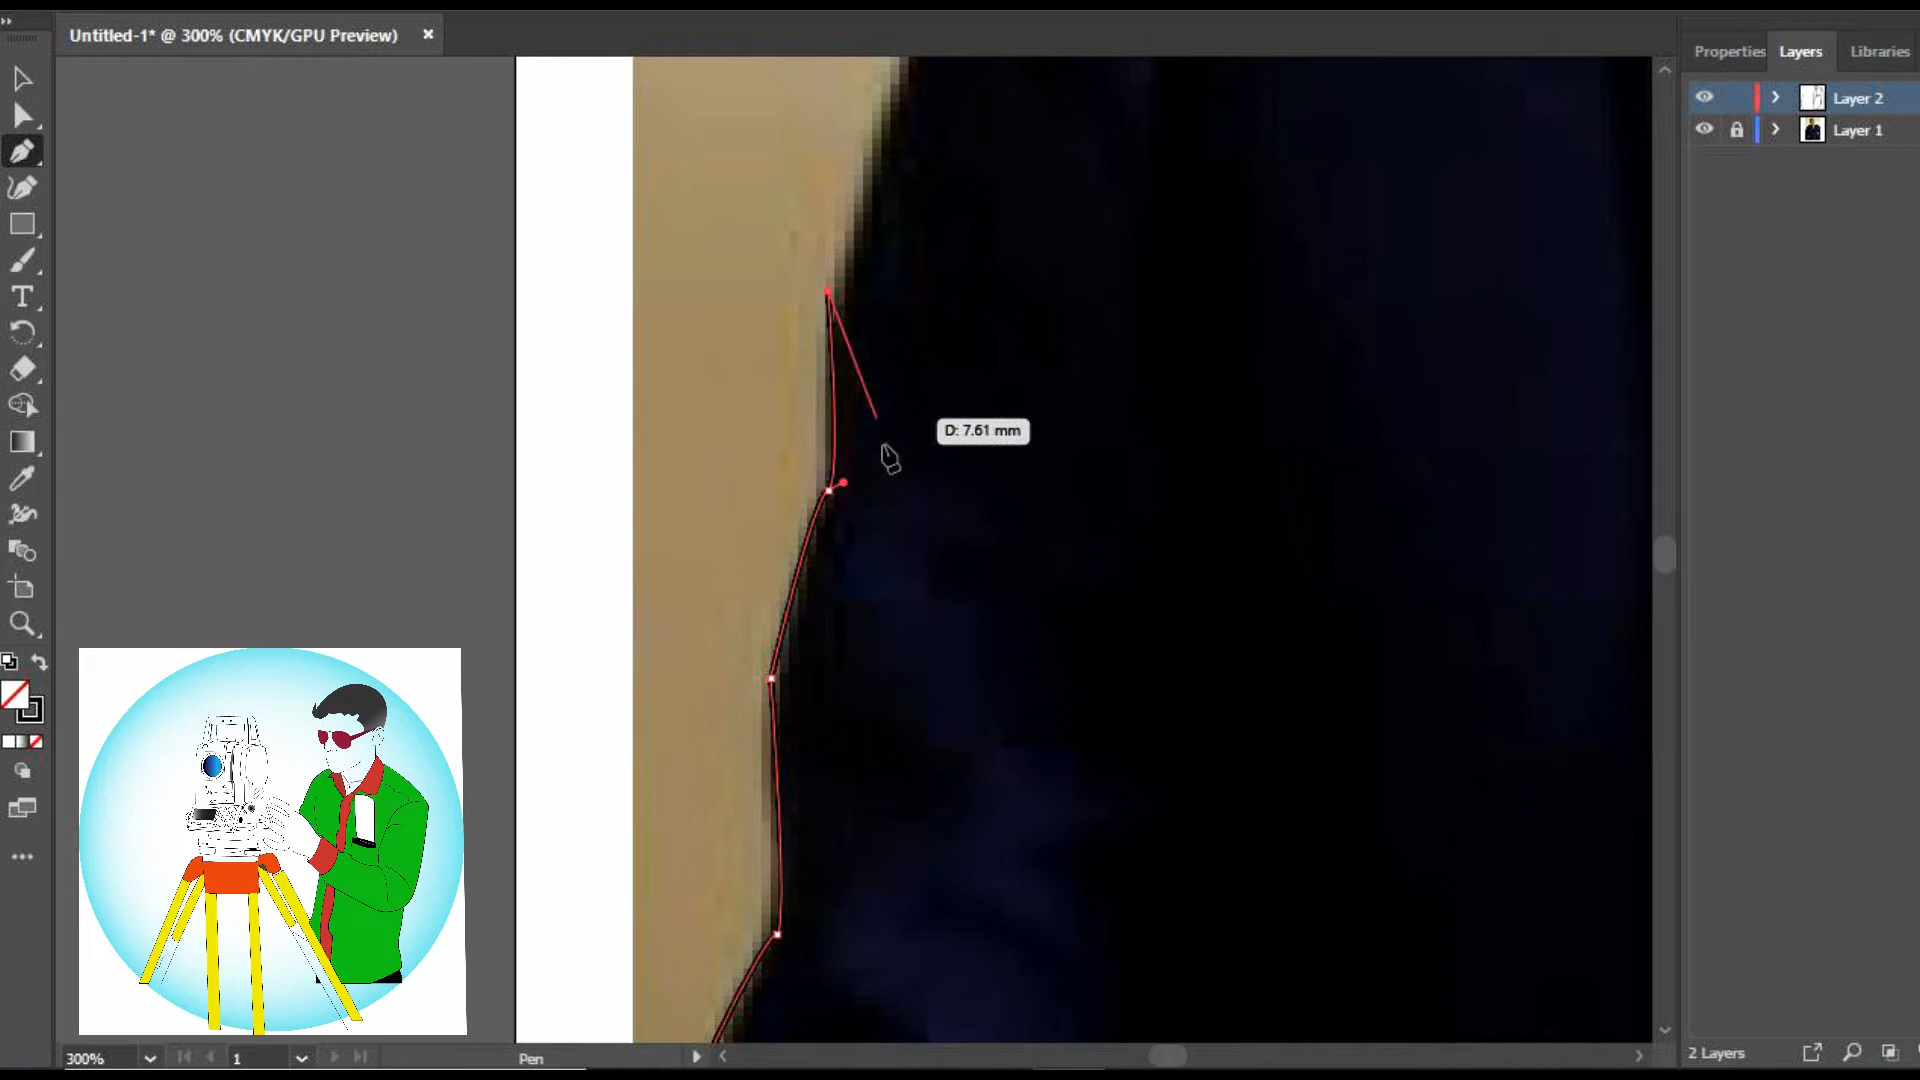 Untitled-1* @ 300% (CMYK/GPU Preview) ×
Properties Layers Libraries
Layer 2
Layer 1
D: 7.61 mm
300% 1 Pen
2 Layers